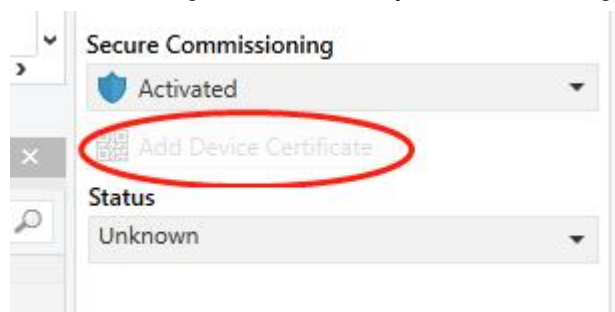 Secure Commissioning
Activated
Add Device Certificate
Status
Unknown